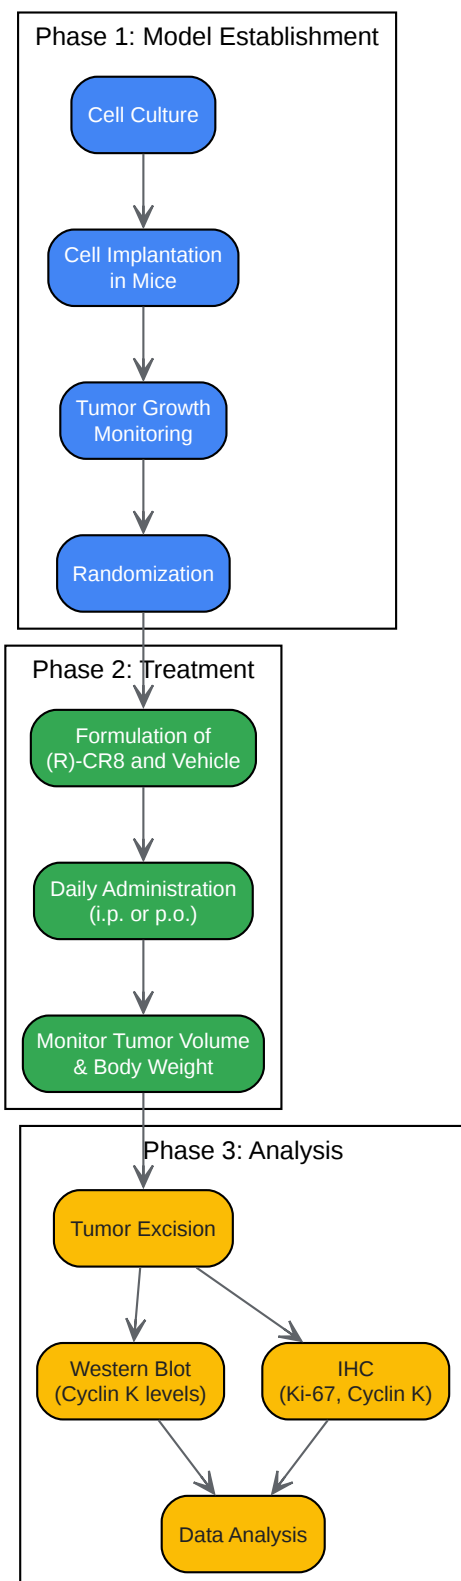 Phase 1: Model Establishment
Cell Culture
Cell Implantation
in Mice
Tumor Growth
Monitoring
Randomization
Phase 2: Treatment
Formulation of
(R)-CR8 and Vehicle
Daily Administration
(i.p. or p.o.)
Monitor Tumor Volume
& Body Weight
Phase 3: Analysis
Tumor Excision
Western Blot
(Cyclin K levels)
IHC
(Ki-67, Cyclin K)
Data Analysis